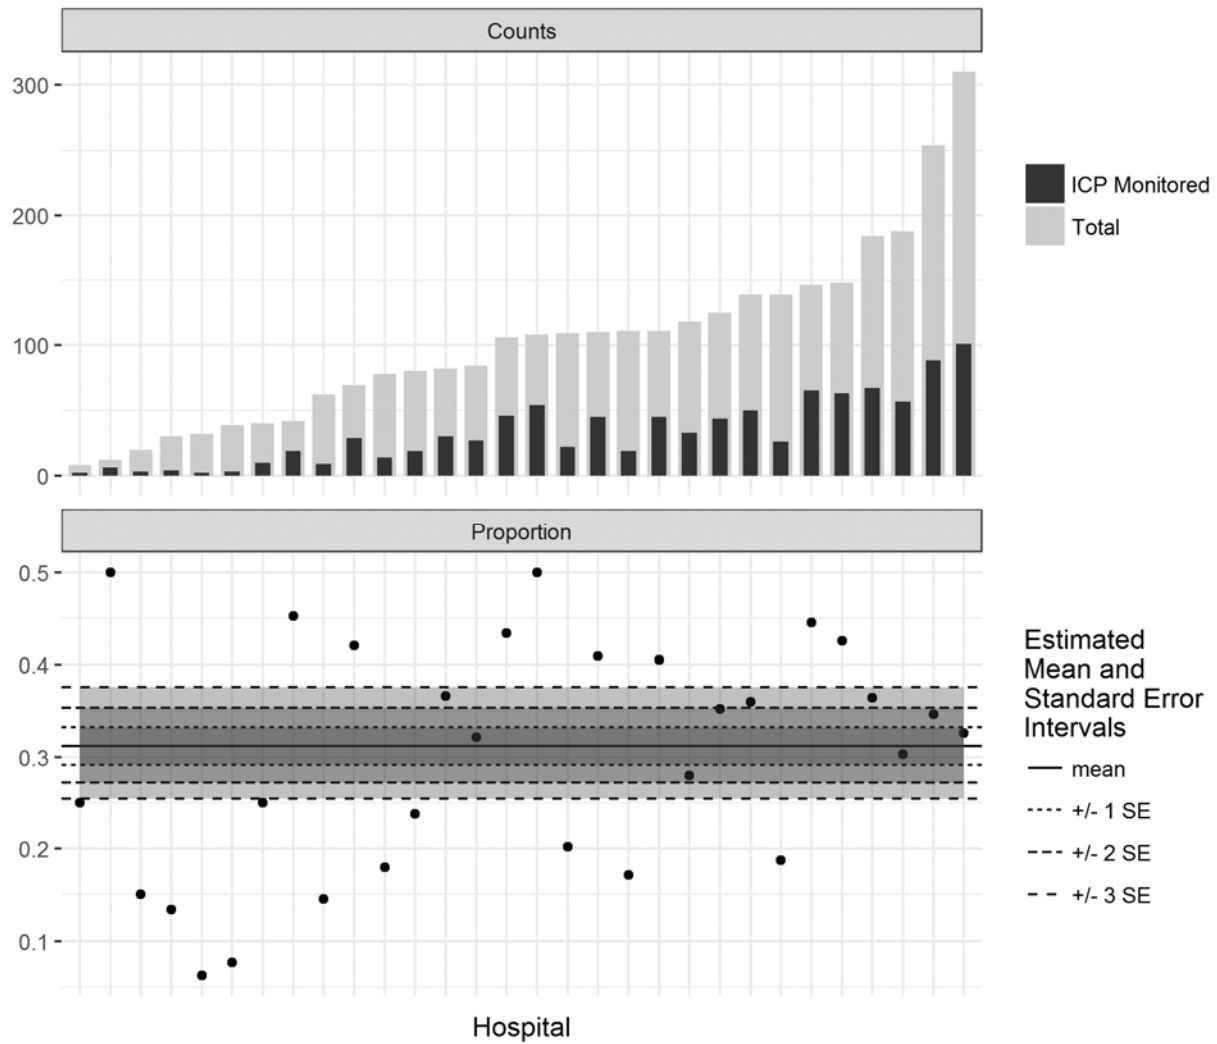 Counts
300
200
100
0
ICP Monitored
Total
Proportion
0.5
0.4
0.3
0.2
0.1
Hospital
Estimated
Mean and
Standard Error
Intervals
mean
+/- 1 SE
+/- 2 SE
+/- 3 SE